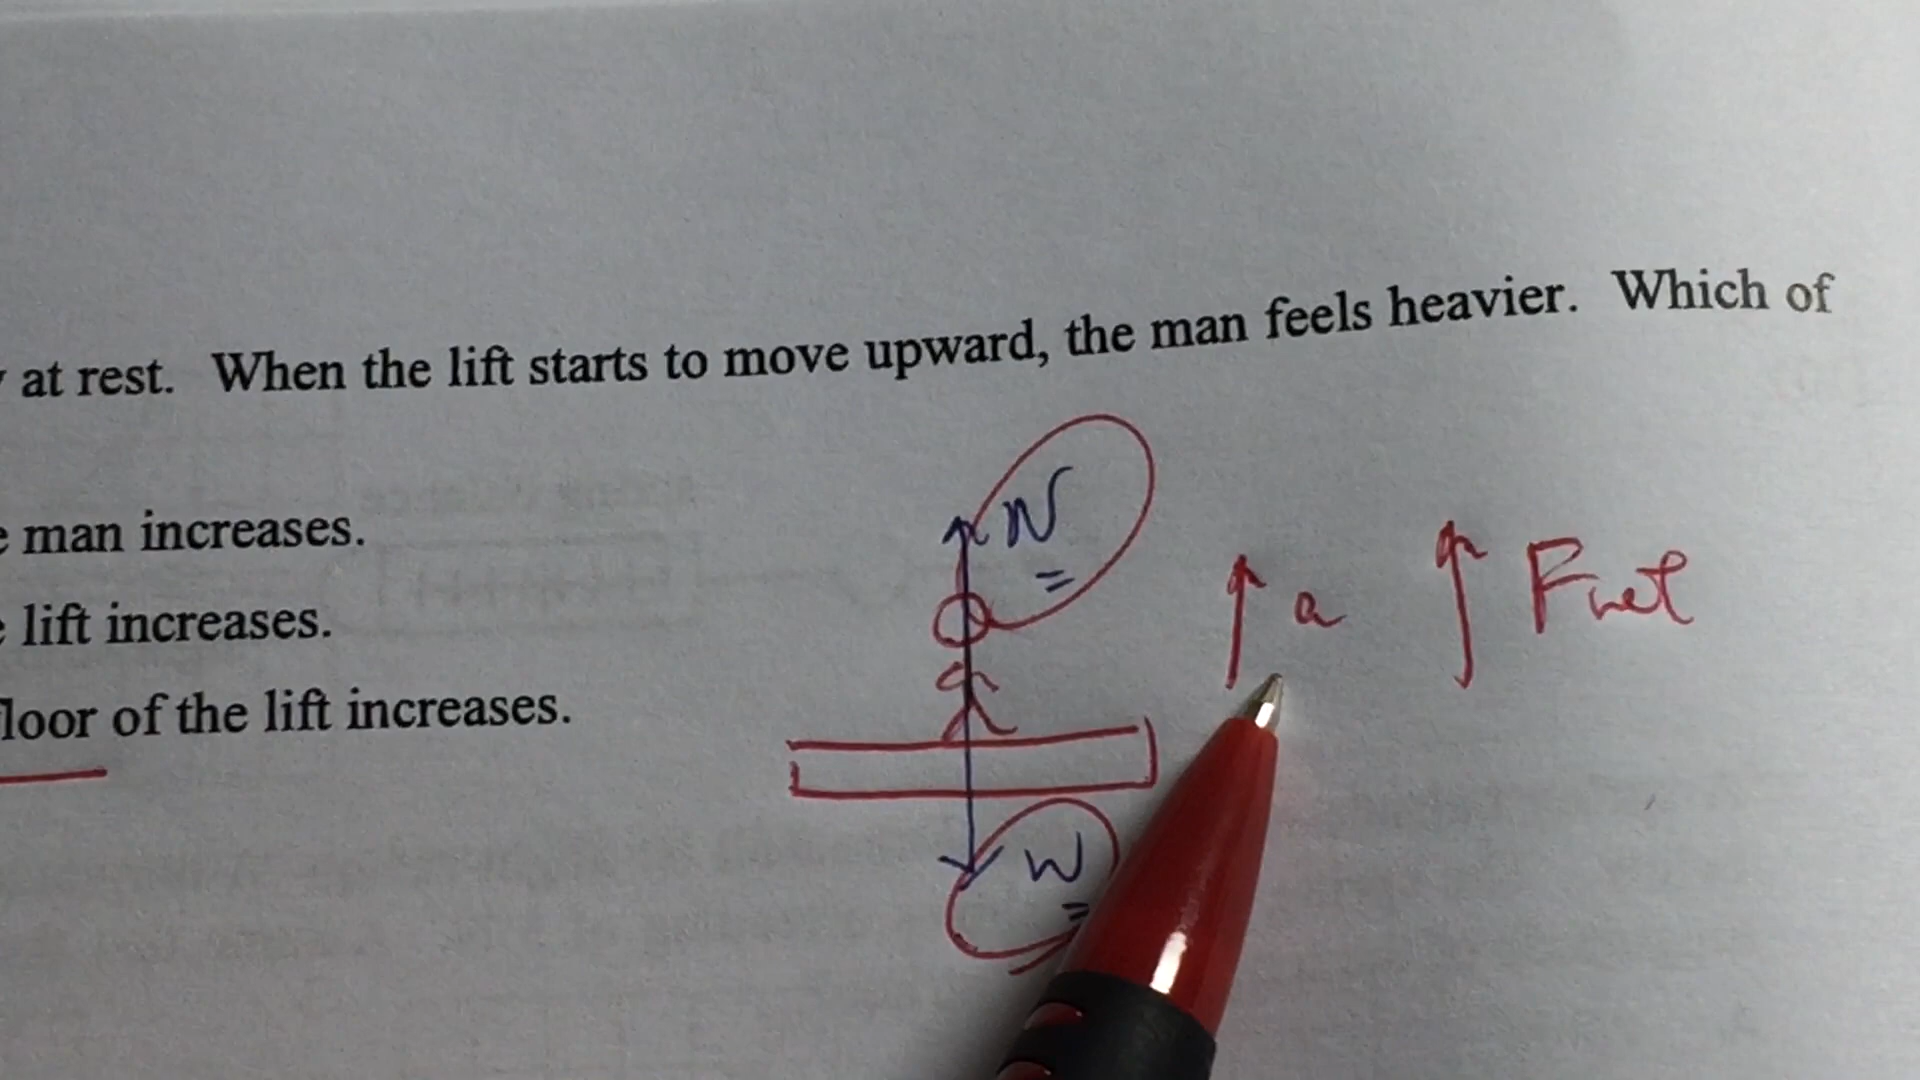 at rest. When the lift starts to move upward, the man feels heavier. Which of
man increases.
lift increases.
loor of the lift increases.
N
=
a
Fnet
W
=